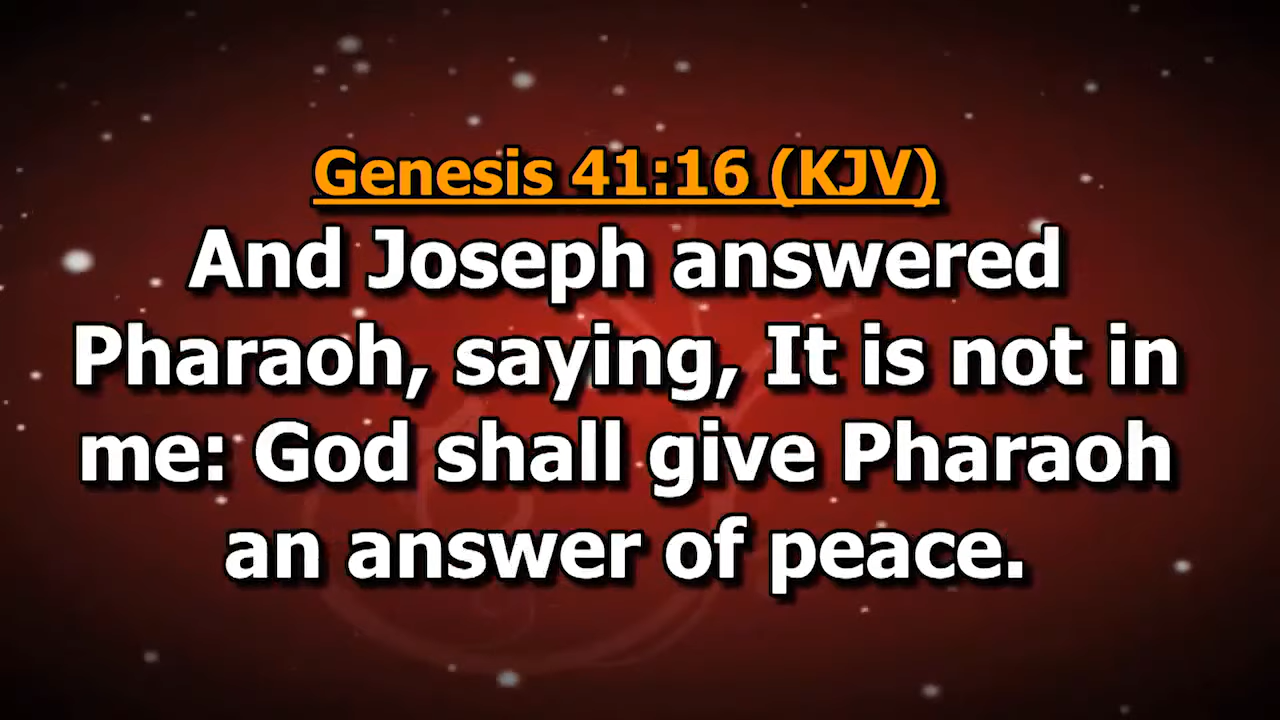 Genesis 41:16 (KJV)
And Joseph answered
Pharaoh, saying, It is not in
me: God shall give Pharaoh
an answer of peace.